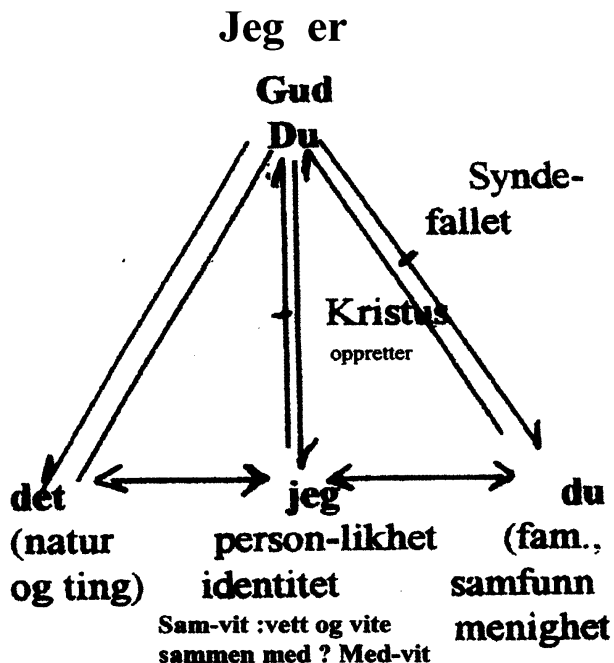 Jeg er
Gud
Du
Synde-
fallet
Kristus
oppretter
det jeg du
(natur person-likhet (fam.,
og ting) identitet samfunn
Sam-vit :vett og vite menighet
sammen med ? Med-vit